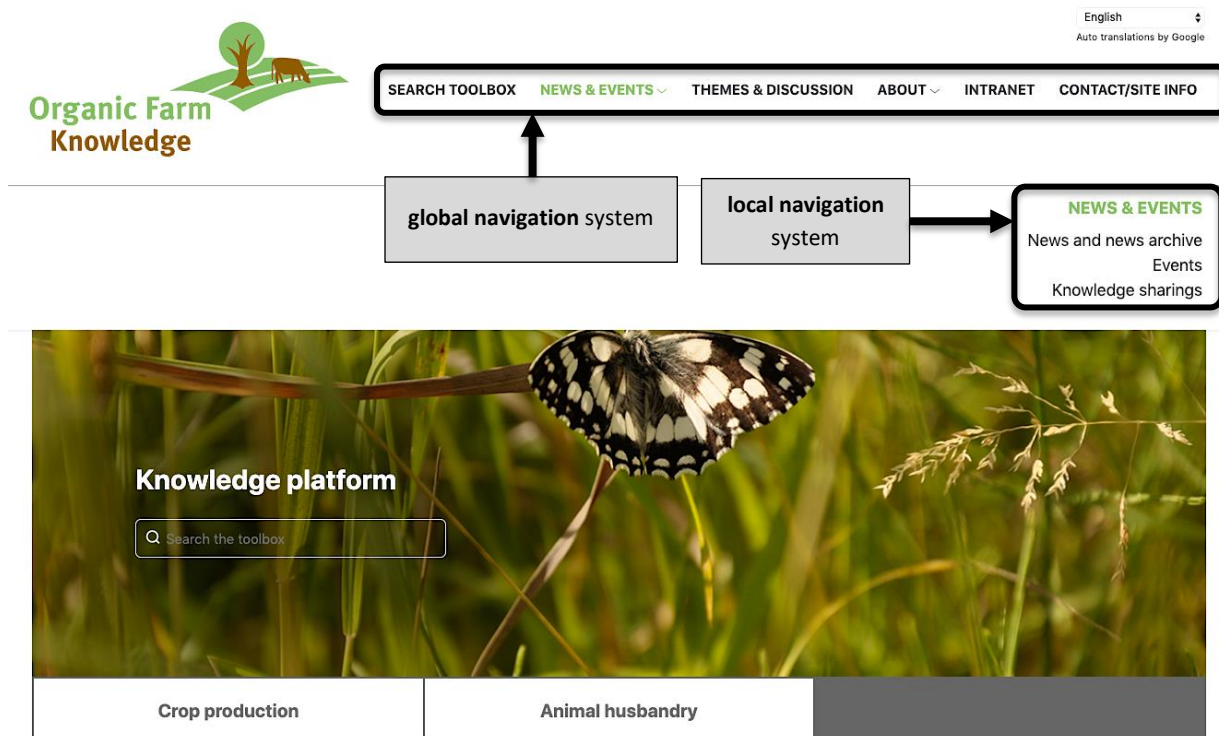 English
Auto translations by Google
Organic Farm
Knowledge
SEARCH TOOLBOX NEWS & EVENTS THEMES & DISCUSSION ABOUT INTRANET CONTACT/SITE INFO
global navigation system
local navigation
system
NEWS & EVENTS
News and news archive
Events
Knowledge sharings
Knowledge platform
Search the toolbox
Crop production
Animal husbandry